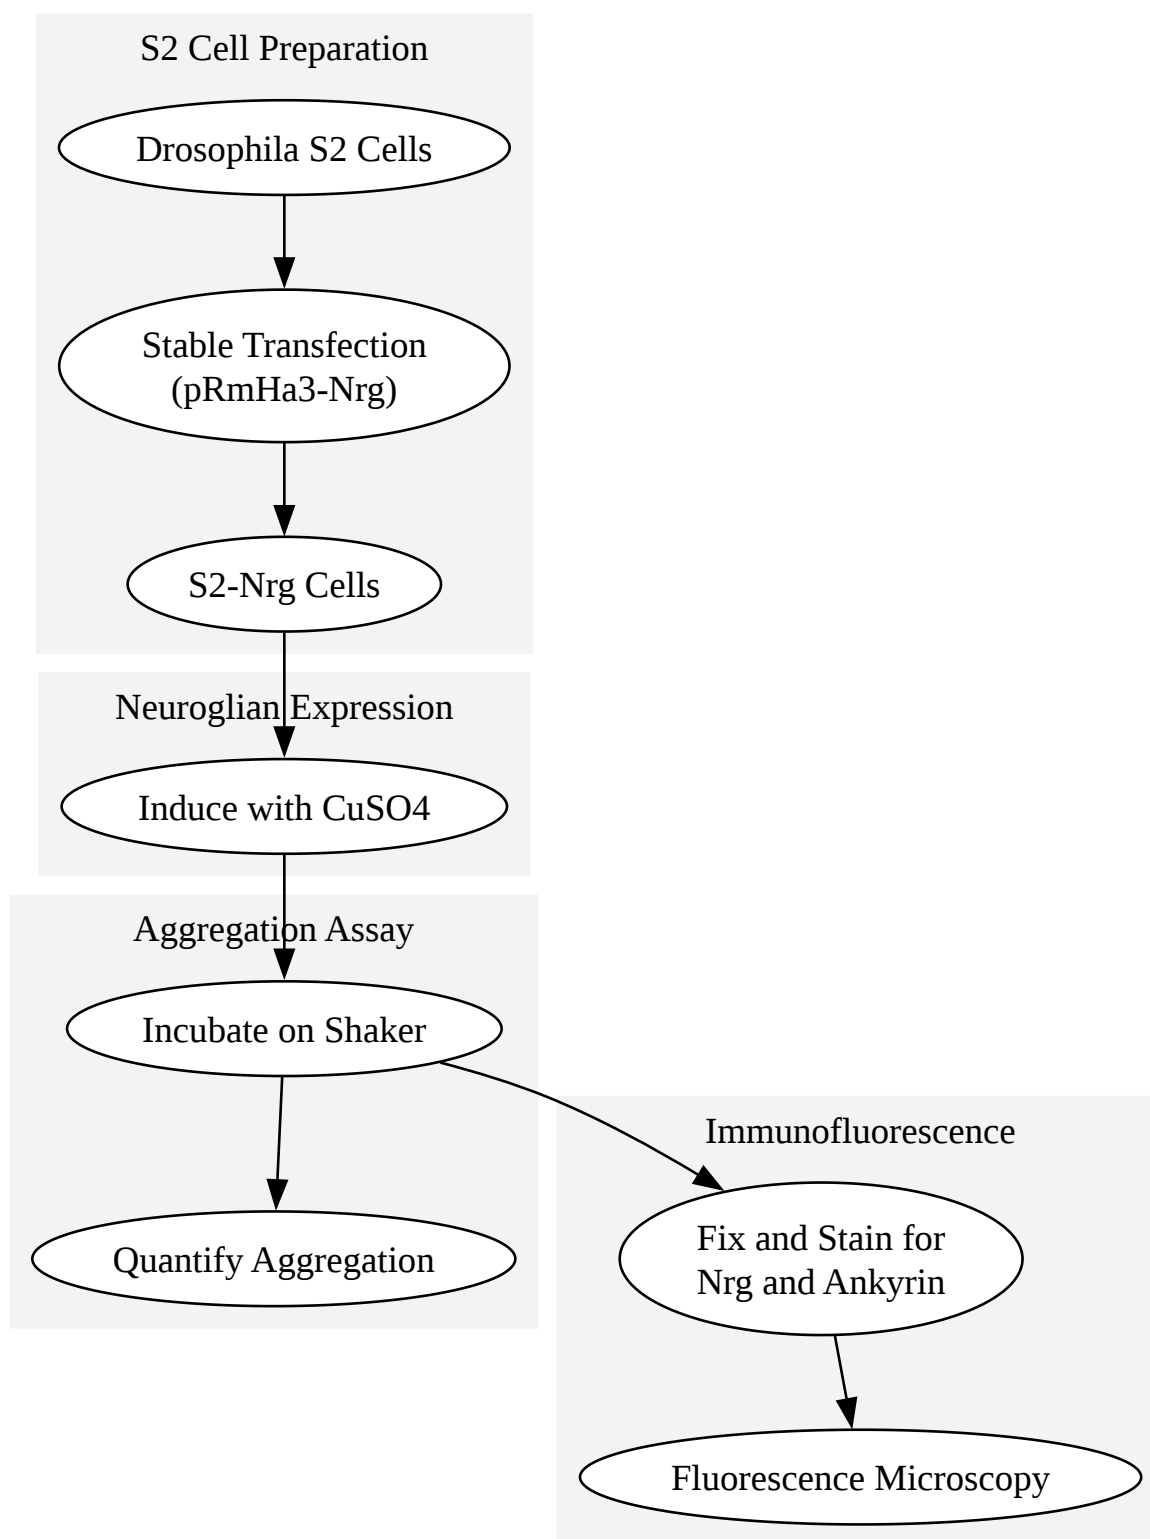 S2 Cell Preparation
Drosophila S2 Cells
Stable Transfection
(pRmHa3-Nrg)
S2-Nrg Cells
Neuroglian Expression
Induce with CuSO4
Aggregation Assay
Incubate on Shaker
Quantify Aggregation
Immunofluorescence
Fix and Stain for
Nrg and Ankyrin
Fluorescence Microscopy